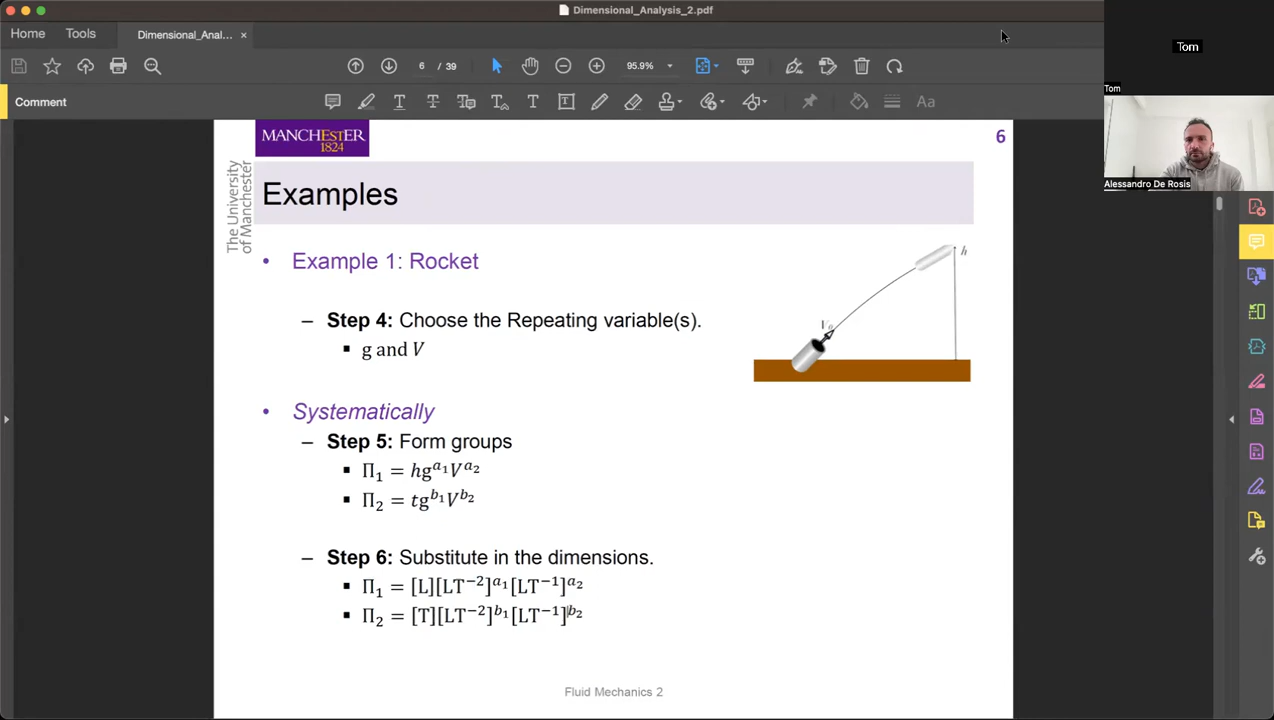 Dimensional_Analysis_2.pdf
Home
Tools
Dimensional_Anal...
×
Tom
6 / 39
95.9%
Aa
Comment
Tom
Alessandro De Rosis
MANCHESTER
1824
6
The University
of Manchester
Examples
• Example 1: Rocket
h
– Step 4: Choose the Repeating variable(s).
▪ g and V
• Systematically
– Step 5: Form groups
▪ Π₁ = hg^{a₁}V^{a₂}
▪ Π₂ = tg^{b₁}V^{b₂}
– Step 6: Substitute in the dimensions.
▪ Π₁ = [L][LT⁻²]^{a₁}[LT⁻¹]^{a₂}
▪ Π₂ = [T][LT⁻²]^{b₁}[LT⁻¹]^{b₂}
Fluid Mechanics 2